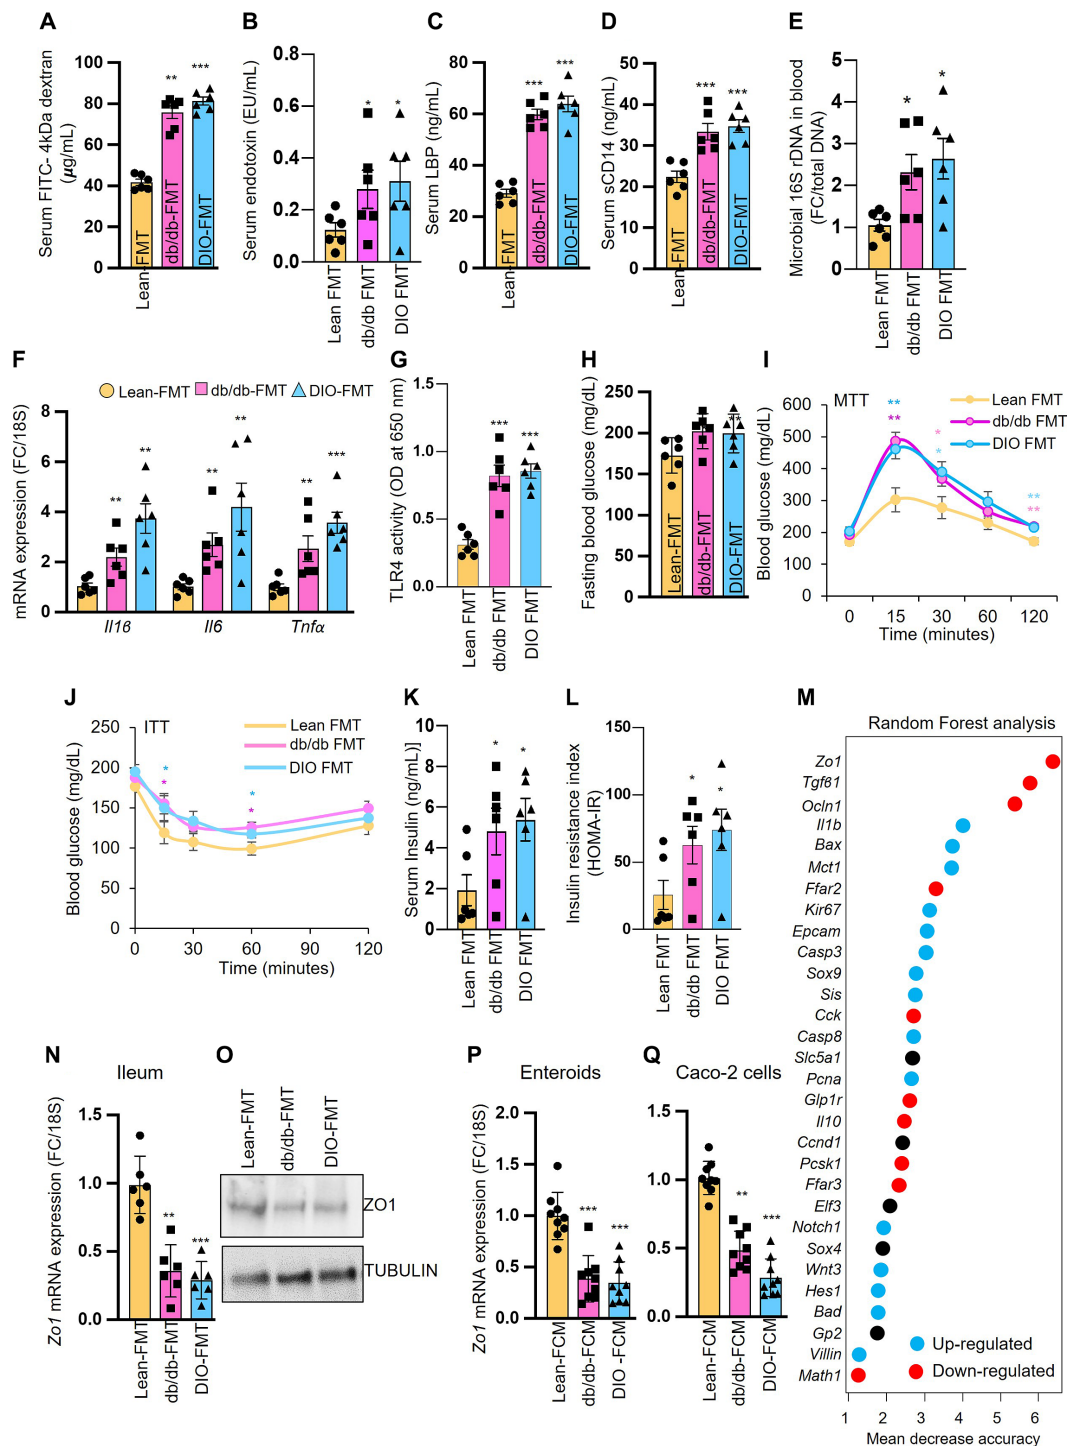 A
Serum FITC- 4kDa dextran
(µg/mL)
100
80
60
40
20
0
**
***
Lean-FMT
db/db-FMT
DIO-FMT
B
Serum endotoxin (EU/mL)
0.8
0.6
0.4
0.2
0.0
*
*
Lean FMT
db/db FMT
DIO FMT
C
Serum LBP (ng/mL)
80
60
40
20
0
***
***
Lean-FMT
db/db-FMT
DIO-FMT
D
Serum sCD14 (ng/mL)
50
40
30
20
10
0
***
***
Lean-FMT
db/db-FMT
DIO-FMT
E
Microbial 16S rDNA in blood
(FC/total DNA)
5
4
3
2
1
0
*
*
Lean FMT
db/db FMT
DIO FMT
F
Lean-FMT
db/db-FMT
DIO-FMT
mRNA expression (FC/18S)
8
6
4
2
0
**
**
**
**
**
***
Il1ß
Il6
Tnfα
G
TLR4 activity (OD at 650 nm)
1.5
1.0
0.5
0.0
***
***
Lean FMT
db/db FMT
DIO FMT
H
Fasting blood glucose (mg/dL)
250
200
150
100
50
0
**
Lean-FMT
db/db-FMT
DIO-FMT
I
MTT
Lean FMT
db/db FMT
DIO FMT
Blood glucose (mg/dL)
600
500
400
300
200
100
0
**
**
*
*
**
**
0 15 30 60 120
Time (minutes)
J
ITT
Lean FMT
db/db FMT
DIO FMT
Blood glucose (mg/dL)
250
200
150
100
50
0
*
*
*
*
0 30 60 90 120
Time (minutes)
K
Serum Insulin (ng/mL)]
10
8
6
4
2
0
*
*
Lean FMT
db/db FMT
DIO FMT
L
Insulin resistance index
(HOMA-IR)
150
100
50
0
*
*
Lean FMT
db/db FMT
DIO FMT
M
Random Forest analysis
Zo1
Tgfß1
Ocln1
Il1b
Bax
Mct1
Ffar2
Kir67
Epcam
Casp3
Sox9
Sis
Cck
Casp8
Slc5a1
Pcna
Glp1r
Il10
Ccnd1
Pcsk1
Ffar3
Elf3
Notch1
Sox4
Wnt3
Hes1
Bad
Gp2
Villin
Math1
Up-regulated
Down-regulated
1 2 3 4 5 6
Mean decrease accuracy
N
Ileum
Zo1 mRNA expression (FC/18S)
1.5
1.0
0.5
0.0
**
***
Lean-FMT
db/db-FMT
DIO-FMT
O
Lean-FMT
db/db-FMT
DIO-FMT
ZO1
TUBULIN
P
Enteroids
Zo1 mRNA expression (FC/18S)
2.0
1.5
1.0
0.5
0.0
***
***
Lean-FCM
db/db-FCM
DIO -FCM
Q
Caco-2 cells
1.5
1.0
0.5
0.0
**
***
Lean-FCM
db/db-FCM
DIO-FCM